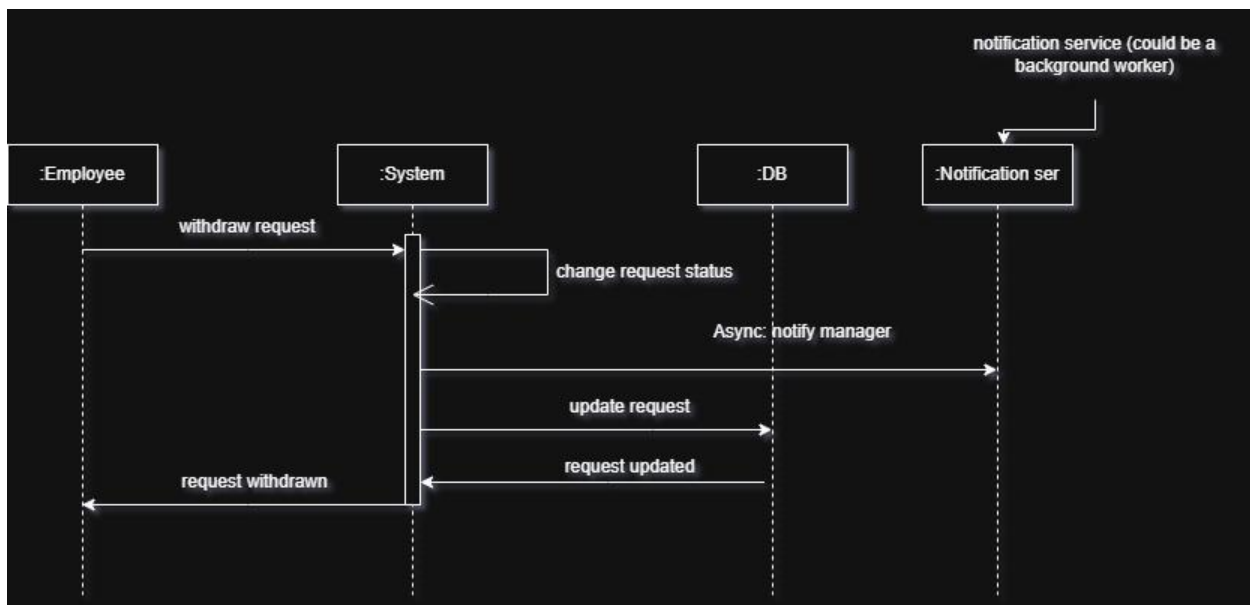 notification service (could be a
background worker)
:Employee
:System
:DB
:Notification ser
withdraw request
change request status
Async: notify manager
update request
request updated
request withdrawn